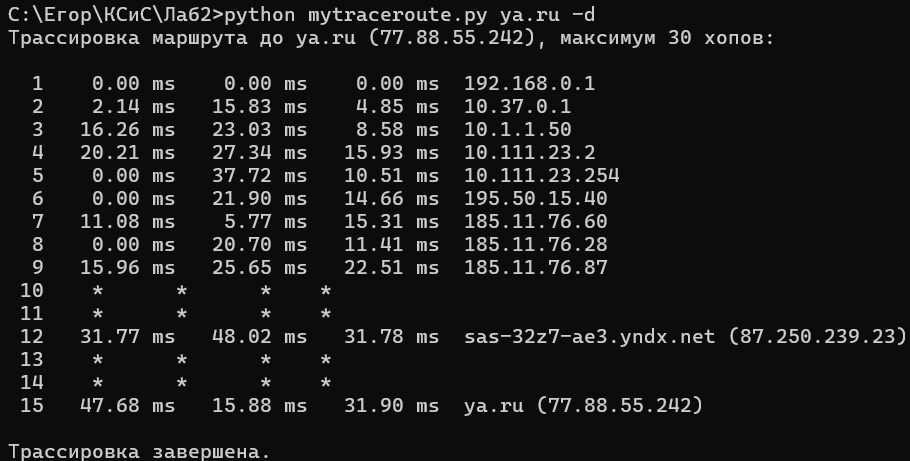 C:\Егор\КСиС\Лаб2>python mytraceroute.py ya.ru -d
Трассировка маршрута до ya.ru (77.88.55.242), максимум 30 хопов:
1 0.00 ms 0.00 ms 0.00 ms 192.168.0.1
2 2.14 ms 15.83 ms 4.85 ms 10.37.0.1
3 16.26 ms 23.03 ms 8.58 ms 10.1.1.50
4 20.21 ms 27.34 ms 15.93 ms 10.111.23.2
5 0.00 ms 37.72 ms 10.51 ms 10.111.23.254
6 0.00 ms 21.90 ms 14.66 ms 195.50.15.40
7 11.08 ms 5.77 ms 15.31 ms 185.11.76.60
8 0.00 ms 20.70 ms 11.41 ms 185.11.76.28
9 15.96 ms 25.65 ms 22.51 ms 185.11.76.87
10 * * * *
11 * * * *
12 31.77 ms 48.02 ms 31.78 ms sas-32z7-ae3.yndx.net (87.250.239.23)
13 * * * *
14 * * * *
15 47.68 ms 15.88 ms 31.90 ms ya.ru (77.88.55.242)
Трассировка завершена.